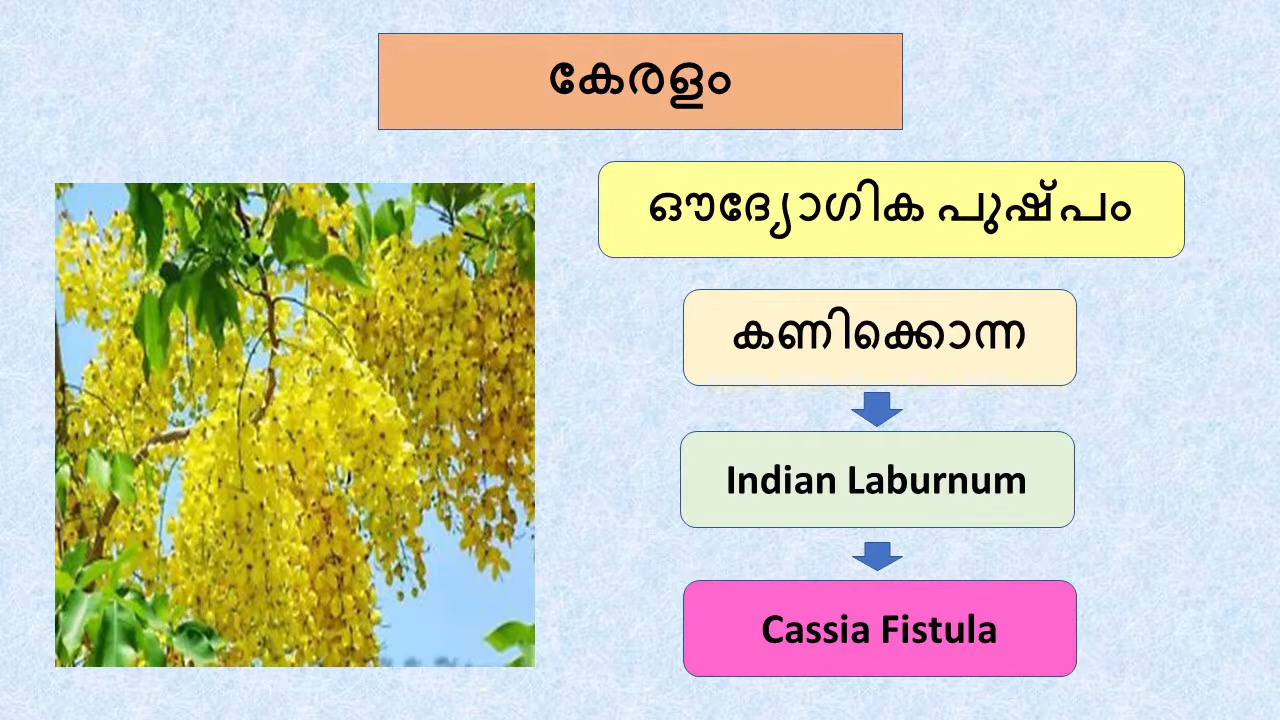 കേരളം
ഔദ്യോഗിക പുഷ്പം
കണിക്കൊന്ന
Indian Laburnum
Cassia Fistula